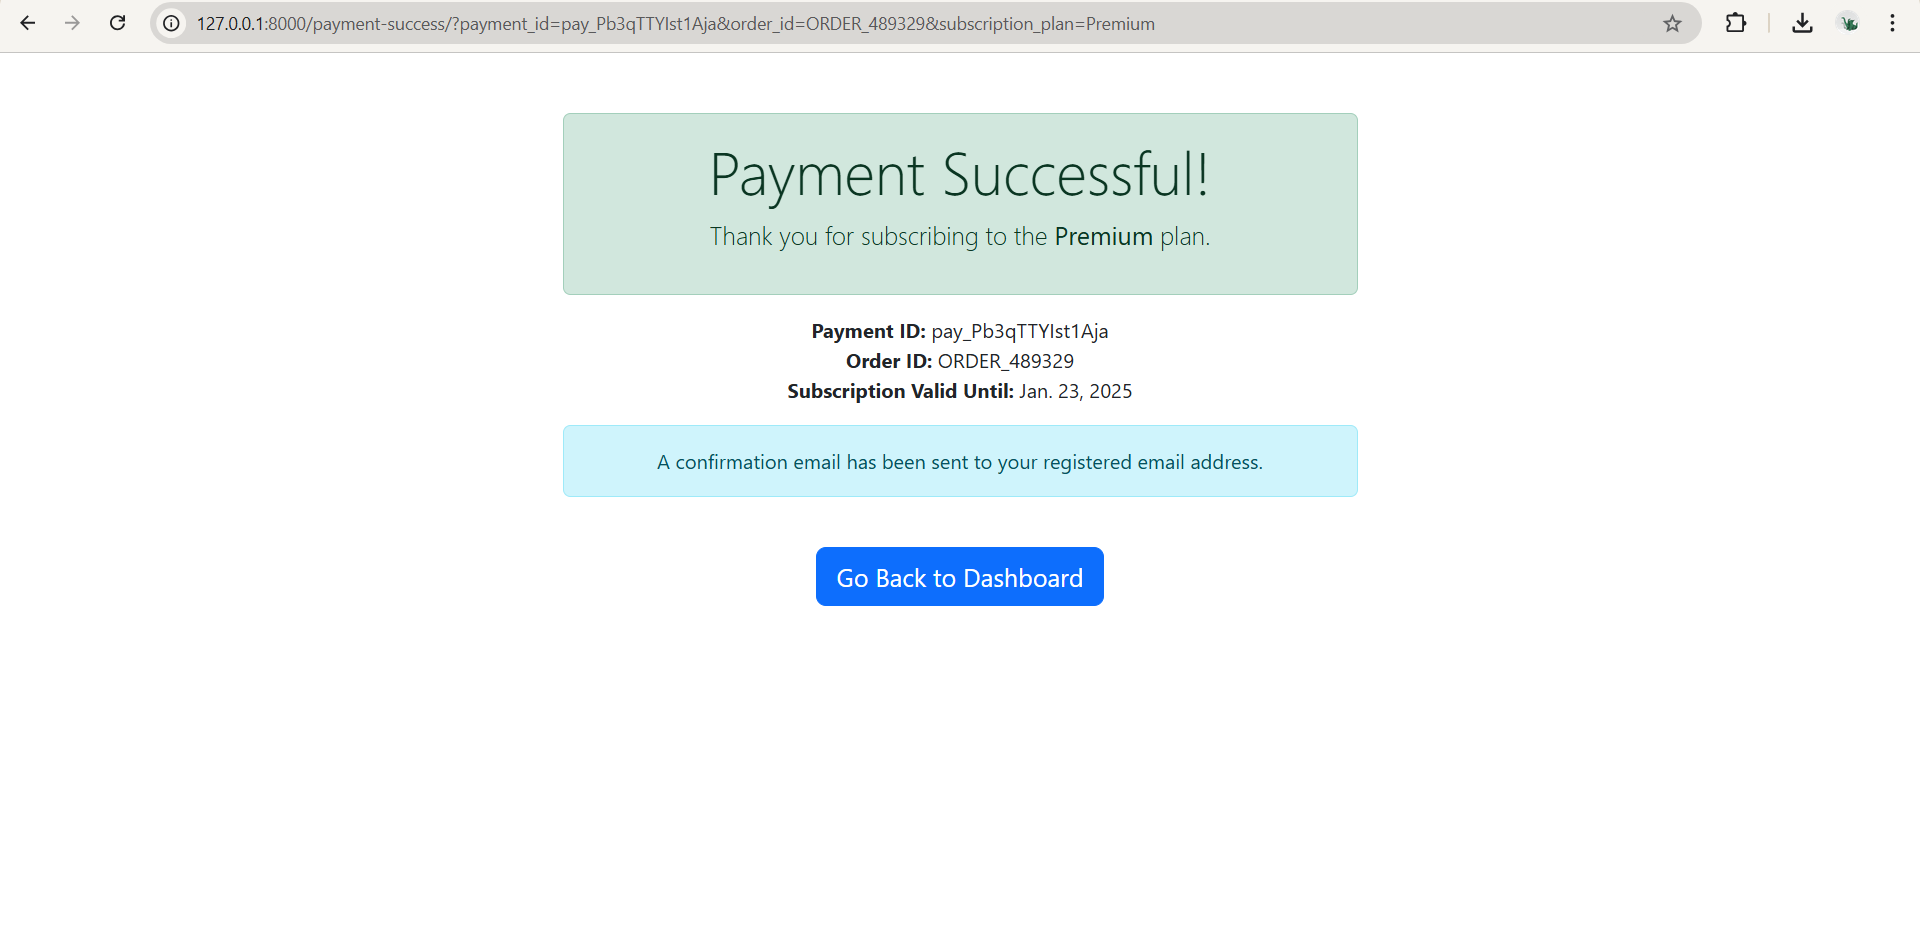 127.0.0.1:8000/payment-success/?payment_id=pay_Pb3qTTYIst1Aja&order_id=ORDER_489329&subscription_plan=Premium
Payment Successful!
Thank you for subscribing to the Premium plan.
Payment ID: pay_Pb3qTTYIst1Aja
Order ID: ORDER_489329
Subscription Valid Until: Jan. 23, 2025
A confirmation email has been sent to your registered email address.
Go Back to Dashboard